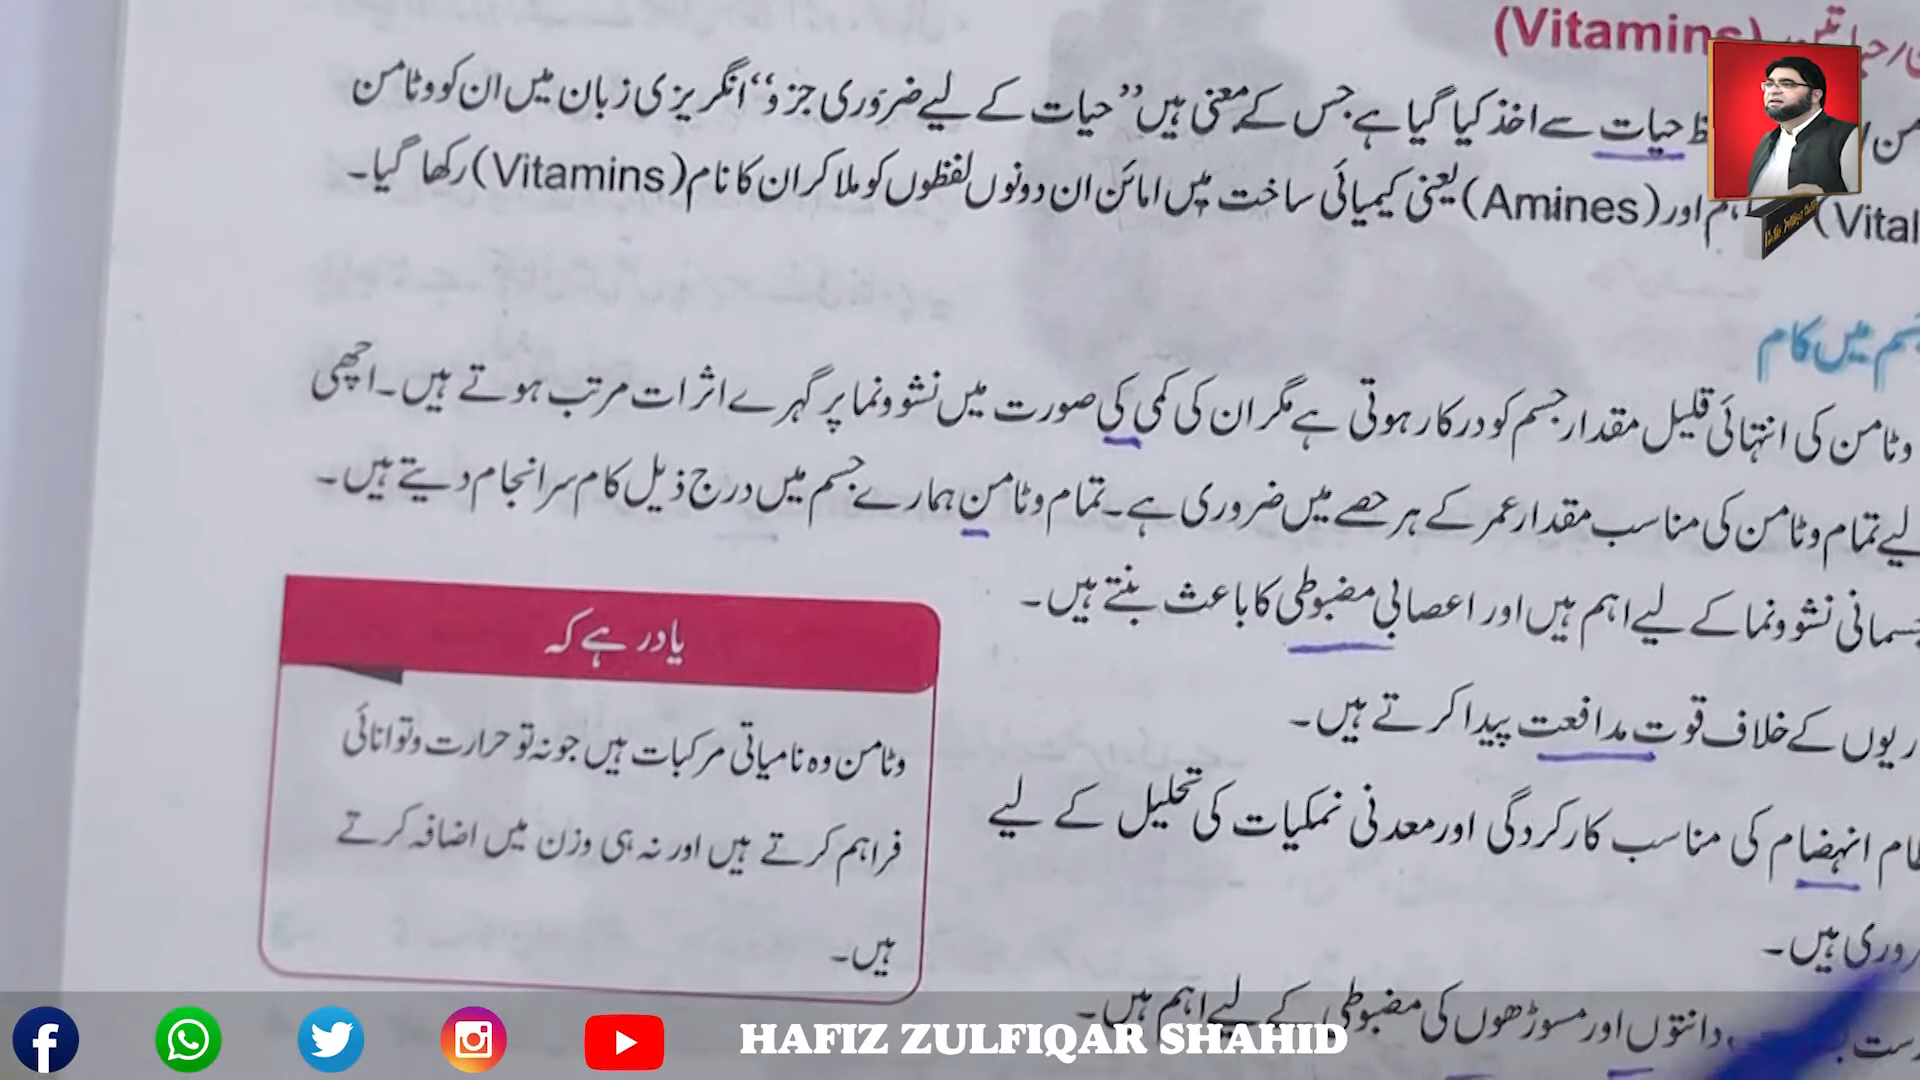 (Vitamins)
حیات سے اخذ کیا گیا ہے جس کے معنی ہیں ”حیات کے لیے ضروری جزو“ انگریزی زبان میں ان کو وٹامن
(Vital اور (Amines) یعنی کیمیائی ساخت میں امائن ان دونوں لفظوں کو ملا کر ان کا نام (Vitamins) رکھا گیا۔
میں کام
وٹامن کی انتہائی قلیل مقدار جسم کو درکار ہوتی ہے مگر ان کی کمی کی صورت میں نشوونما پر گہرے اثرات مرتب ہوتے ہیں۔ اچھی
لیے تمام وٹامن کی مناسب مقدار عمر کے ہر حصے میں ضروری ہے۔ تمام وٹامن ہمارے جسم میں درج ذیل کام سرانجام دیتے ہیں۔
جسمانی نشوونما کے لیے اہم ہیں اور اعصابی مضبوطی کا باعث بنتے ہیں۔
ریوں کے خلاف قوت مدافعت پیدا کرتے ہیں۔
انہضام کی مناسب کارکردگی اور معدنی نمکیات کی تحلیل کے لیے
ہیں۔
دانتوں اور مسوڑھوں کی مضبوطی کے لیے اہم ہیں۔
یاد رہے کہ
وٹامن وہ نامیاتی مرکبات ہیں جو نہ تو حرارت و توانائی
فراہم کرتے ہیں اور نہ ہی وزن میں اضافہ کرتے
ہیں۔
HAFIZ ZULFIQAR SHAHID